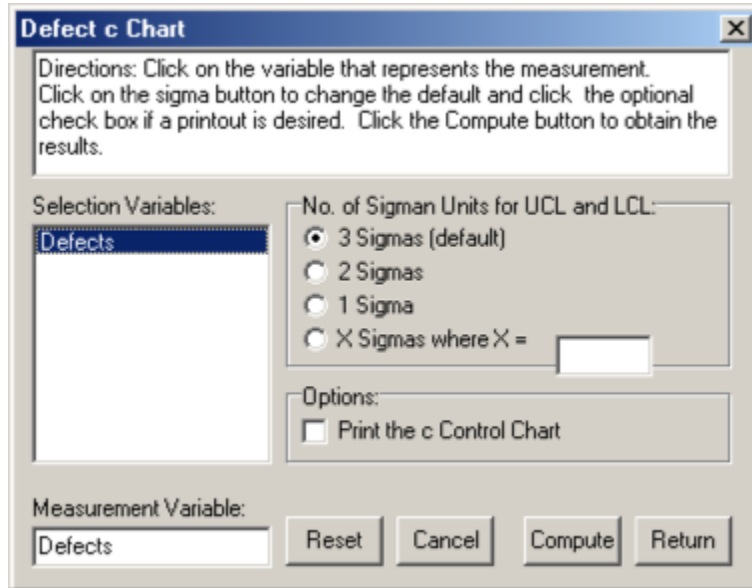 Defect c Chart
Directions: Click on the variable that represents the measurement.
Click on the sigma button to change the default and click the optional
check box if a printout is desired. Click the Compute button to obtain the
results.
Selection Variables:
Defects
No. of Sigman Units for UCL and LCL:
3 Sigmas (default)
2 Sigmas
1 Sigma
X Sigmas where X =
Options:
Print the c Control Chart
Measurement Variable:
Defects
Reset
Cancel
Compute
Return